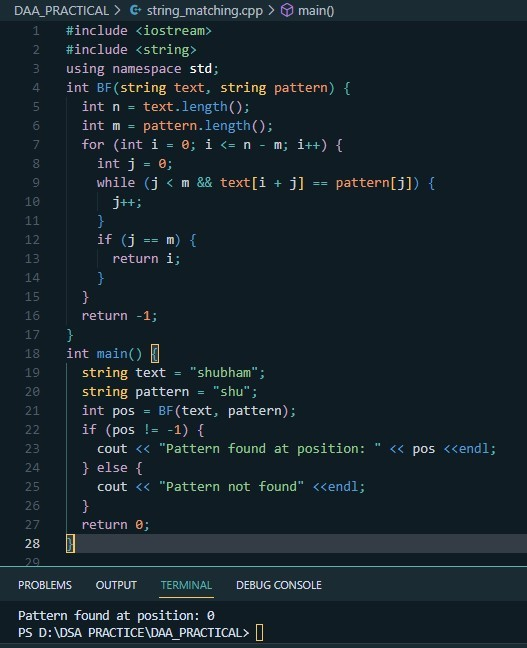 DAA_PRACTICAL > string_matching.cpp > main()
1 #include <iostream>
2 #include <string>
3 using namespace std;
4 int BF(string text, string pattern) {
5 int n = text.length();
6 int m = pattern.length();
7 for (int i = 0; i <= n - m; i++) {
8 int j = 0;
9 while (j < m && text[i + j] == pattern[j]) {
10 j++;
11 }
12 if (j == m) {
13 return i;
14 }
15 }
16 return -1;
17 }
18 int main() {
19 string text = "shubham";
20 string pattern = "shu";
21 int pos = BF(text, pattern);
22 if (pos != -1) {
23 cout << "Pattern found at position: " << pos <<endl;
24 } else {
25 cout << "Pattern not found" <<endl;
26 }
27 return 0;
28 }
29
PROBLEMS OUTPUT TERMINAL DEBUG CONSOLE
Pattern found at position: 0
PS D:\DSA PRACTICE\DAA_PRACTICAL>